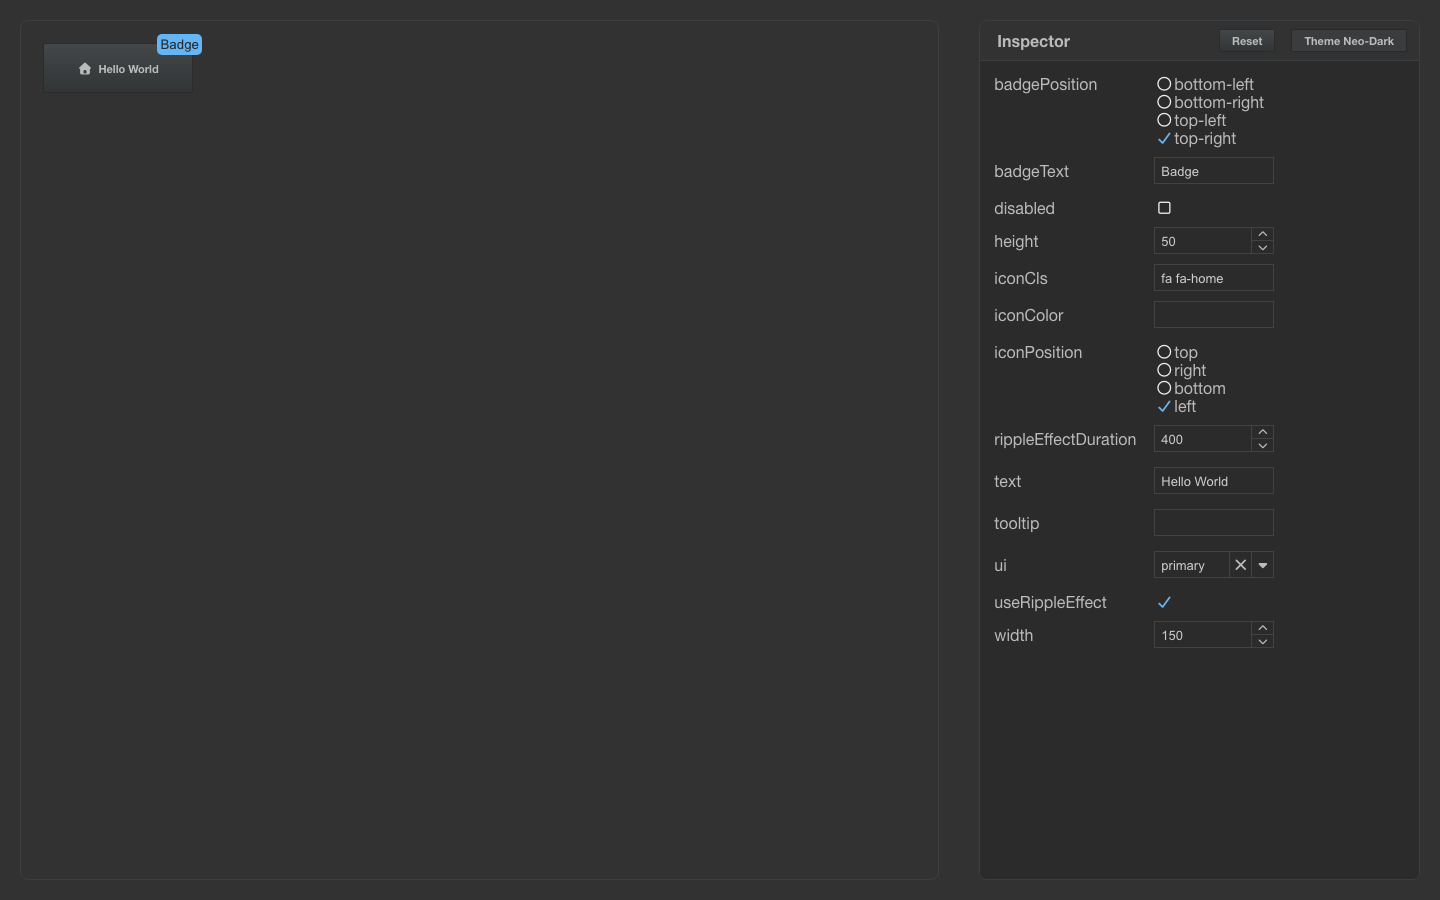 Badge
Hello World
Inspector
Reset
Theme Neo-Dark
badgePosition
bottom-left
bottom-right
top-left
top-right
badgeText
Badge
disabled
height
50
iconCls
fa fa-home
iconColor
iconPosition
top
right
bottom
left
rippleEffectDuration
400
text
Hello World
tooltip
ui
primary
useRippleEffect
width
150